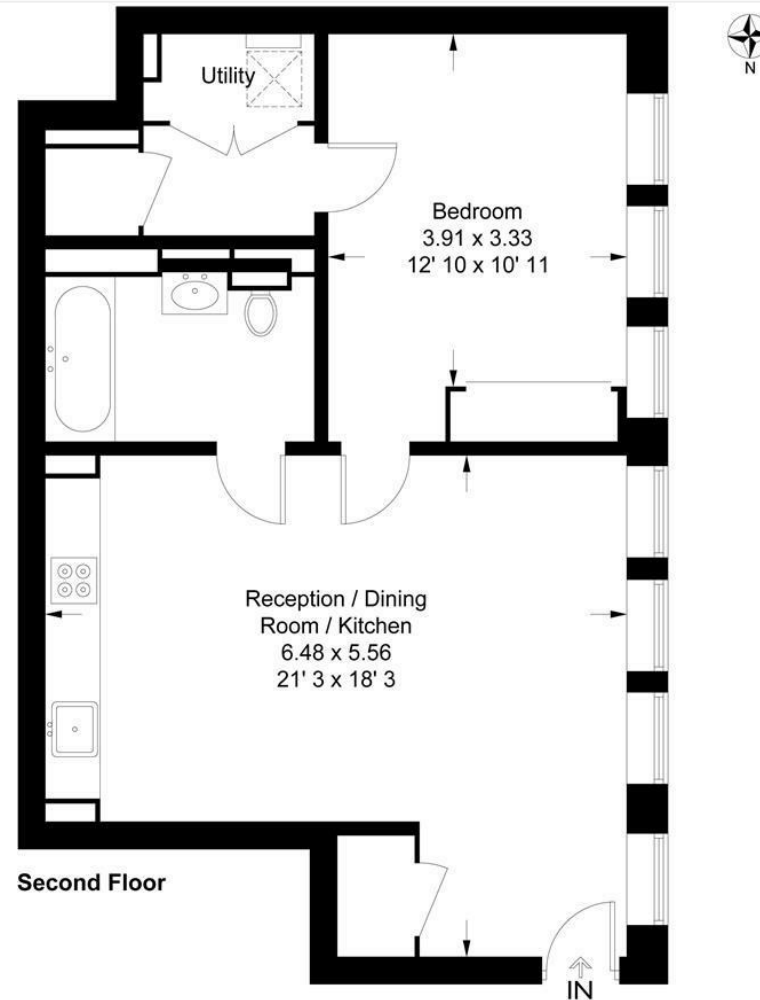 N
Utility
Bedroom
3.91 x 3.33
12' 10 x 10' 11
Reception / Dining
Room / Kitchen
6.48 x 5.56
21' 3 x 18' 3
Second Floor
IN